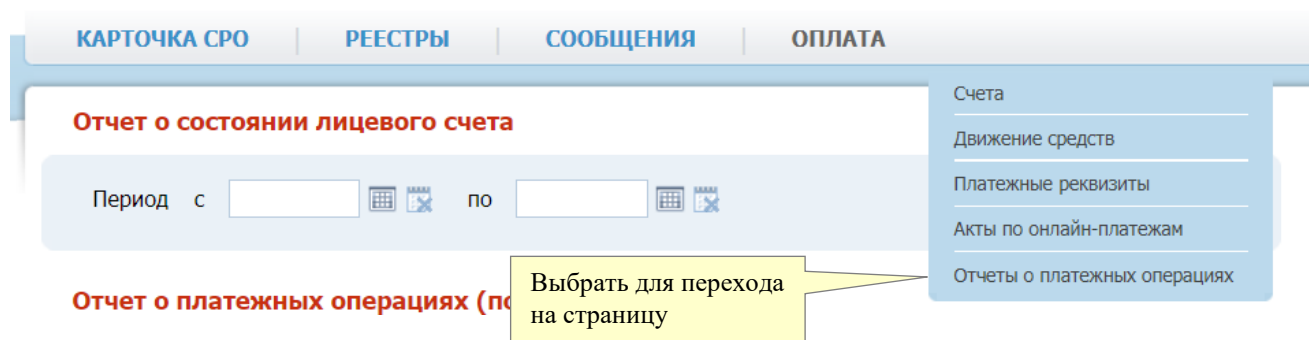 КАРТОЧКА СРО РЕЕСТРЫ СООБЩЕНИЯ ОПЛАТА
Счета
Отчет о состоянии лицевого счета
Движение средств
Платежные реквизиты
Период с по
Акты по онлайн-платежам
Отчеты о платежных операциях
Выбрать для перехода
на страницу
Отчет о платежных операциях